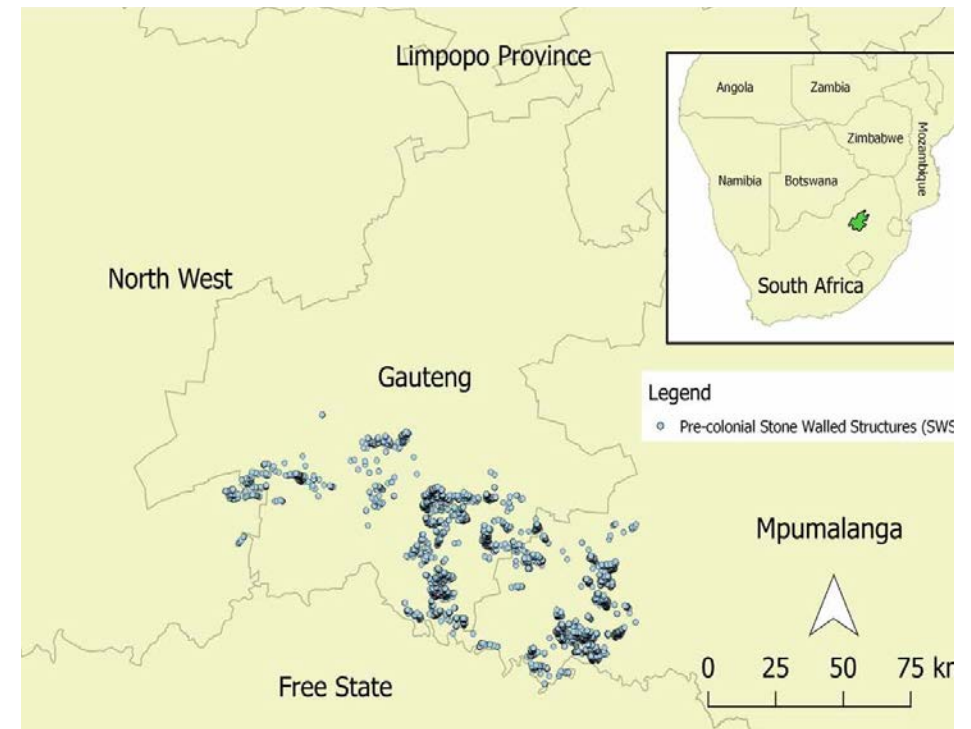 Limpopo Province
Angola
Zambia
Zimbabwe
Mozambique
Namibia
Botswana
South Africa
North West
Gauteng
Legend
Pre-colonial Stone Walled Structures (SWS
Mpumalanga
Free State
0 25 50 75 km